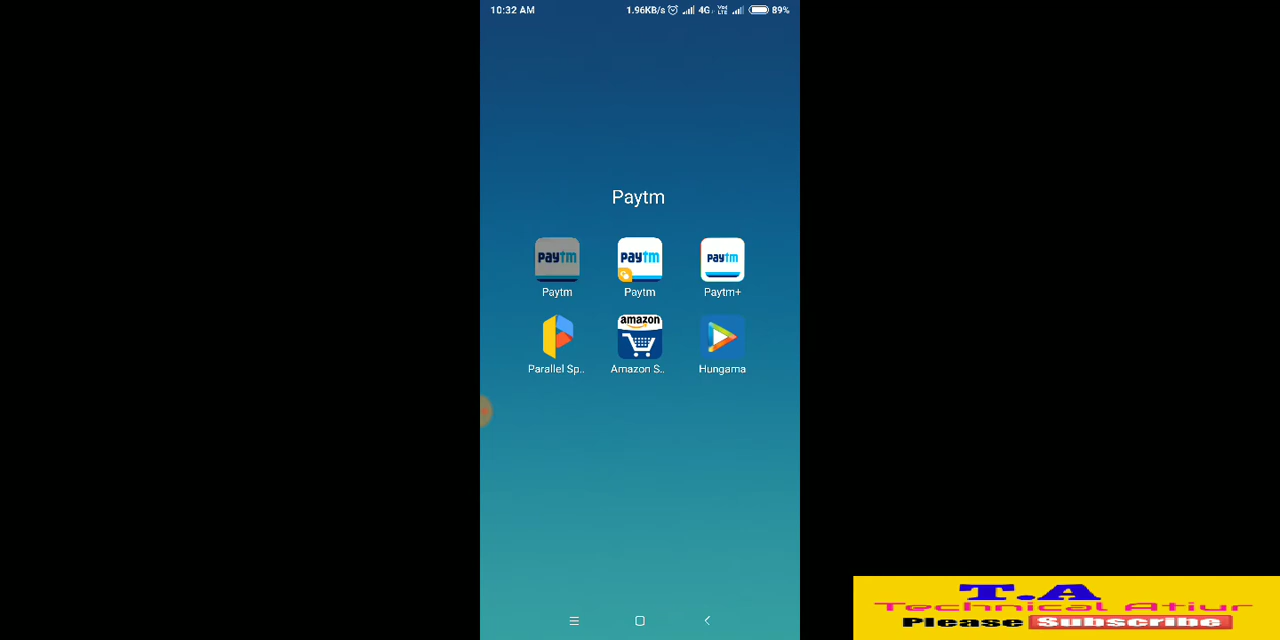 10:32 AM
1.96KB/s 4G VoLTE 89%
Paytm
paytm paytm paytm
Paytm Paytm Paytm+
amazon
Parallel Sp.. Amazon S.. Hungama
T.A
Technical Atiur
Please Subscribe